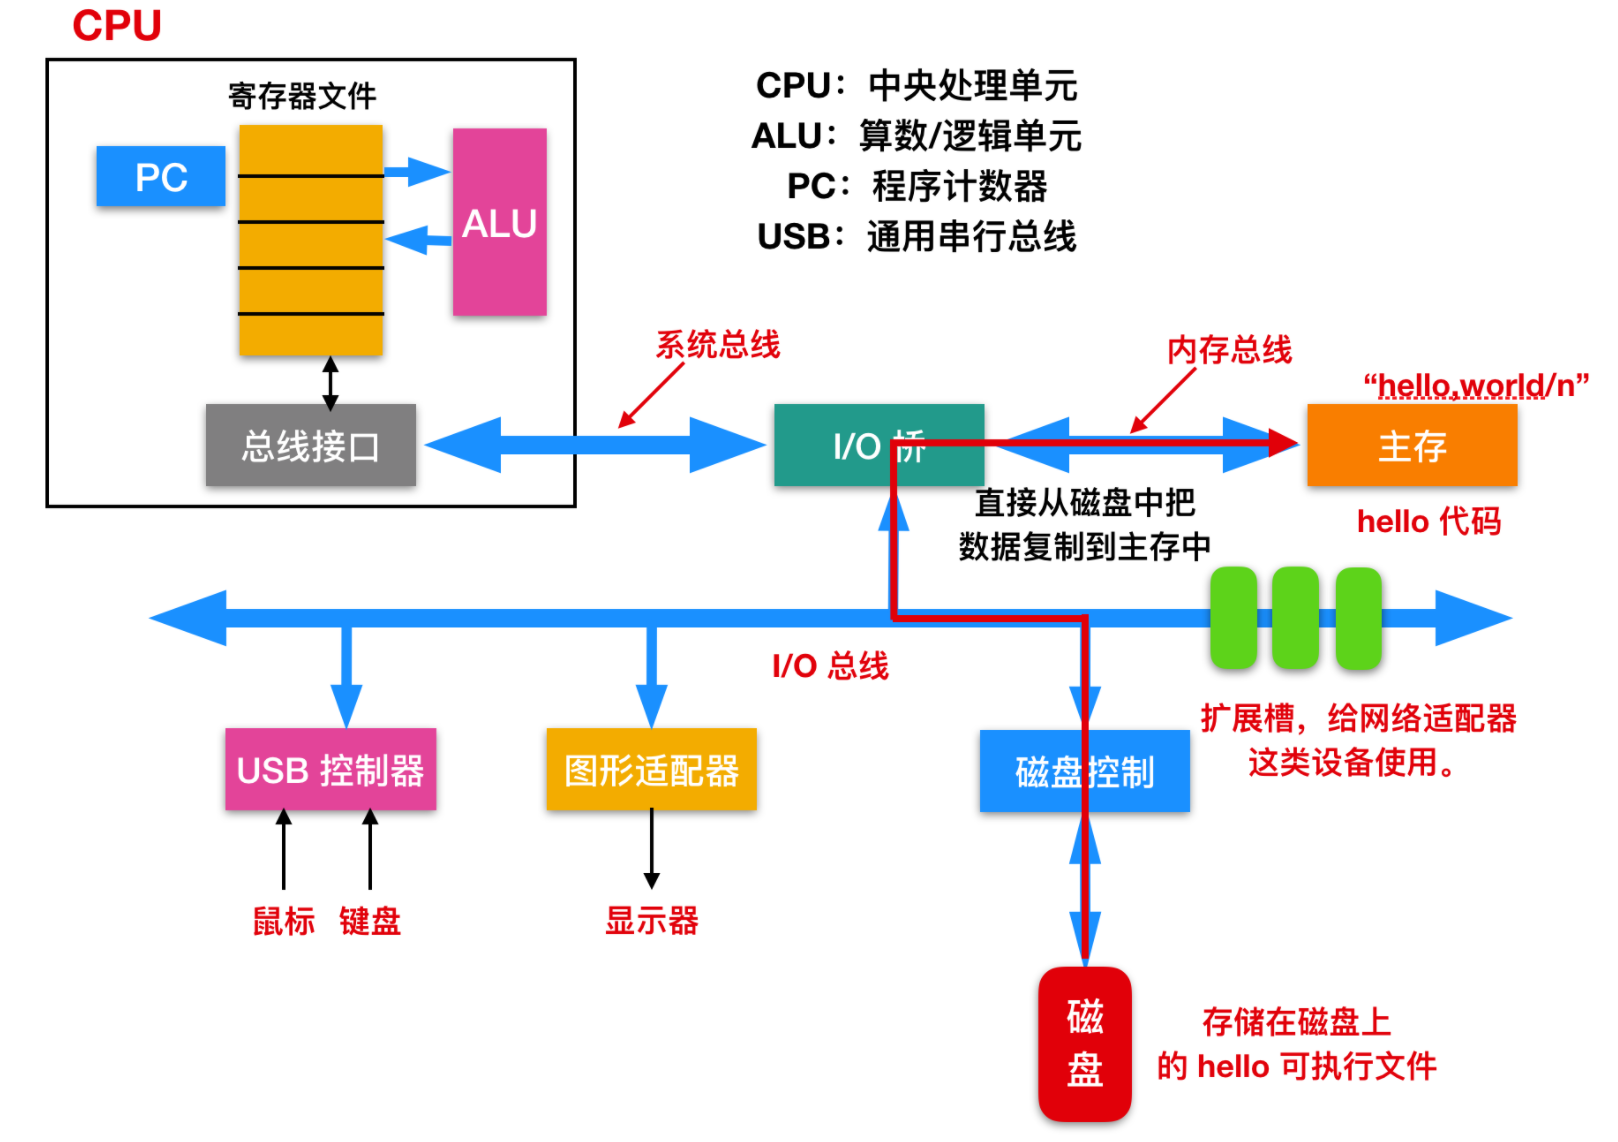 CPU
寄存器文件
PC
ALU
CPU：中央处理单元
ALU：算数/逻辑单元
PC：程序计数器
USB：通用串行总线
系统总线
内存总线
“hello,world/n”
总线接口
I/O 桥
主存
直接从磁盘中把
数据复制到主存中
hello 代码
I/O 总线
扩展槽，给网络适配器
这类设备使用。
USB 控制器
图形适配器
磁盘控制
鼠标
键盘
显示器
磁
盘
存储在磁盘上
的 hello 可执行文件